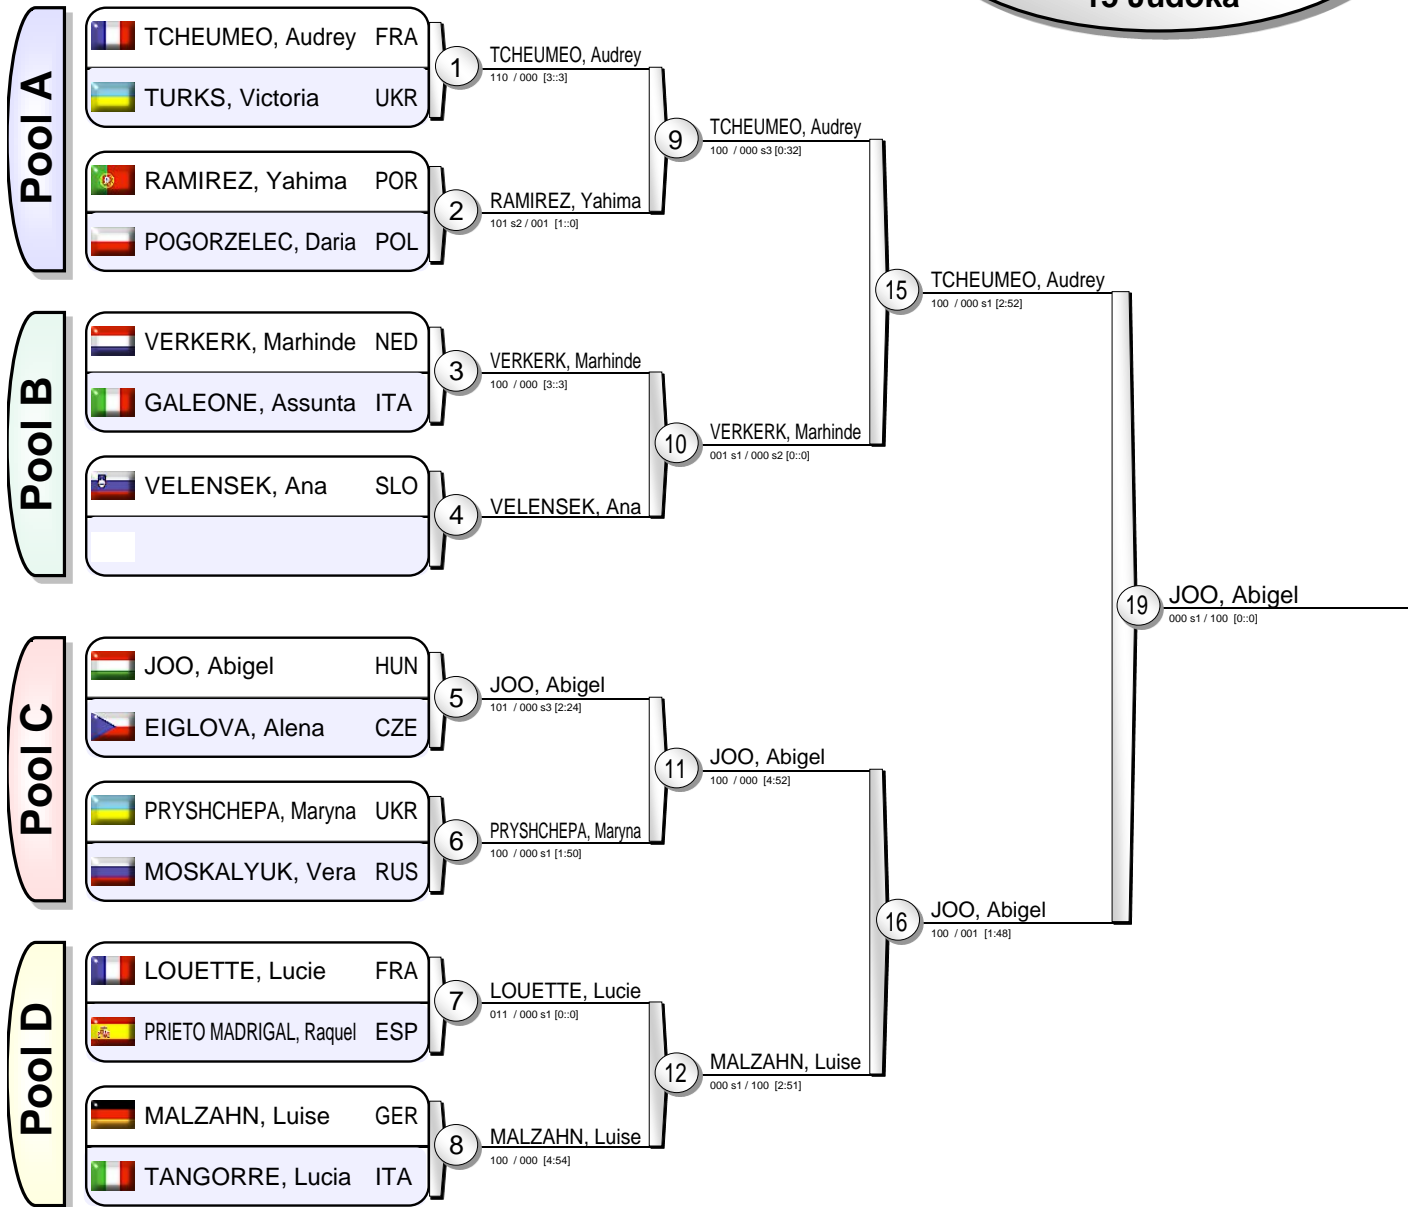 15 Judoka
Pool A
TCHEUMEO, Audrey FRA
TURKS, Victoria UKR
RAMIREZ, Yahima POR
POGORZELEC, Daria POL
1
TCHEUMEO, Audrey
110 / 000 [3::3]
2
RAMIREZ, Yahima
101 s2 / 001 [1::0]
9
TCHEUMEO, Audrey
100 / 000 s3 [0:32]
Pool B
VERKERK, Marhinde NED
GALEONE, Assunta ITA
VELENSEK, Ana SLO
3
VERKERK, Marhinde
100 / 000 [3::3]
4
VELENSEK, Ana
10
VERKERK, Marhinde
001 s1 / 000 s2 [0::0]
15
TCHEUMEO, Audrey
100 / 000 s1 [2:52]
Pool C
JOO, Abigel HUN
EIGLOVA, Alena CZE
PRYSHCHEPA, Maryna UKR
MOSKALYUK, Vera RUS
5
JOO, Abigel
101 / 000 s3 [2:24]
6
PRYSHCHEPA, Maryna
100 / 000 s1 [1:50]
11
JOO, Abigel
100 / 000 [4:52]
Pool D
LOUETTE, Lucie FRA
PRIETO MADRIGAL, Raquel ESP
MALZAHN, Luise GER
TANGORRE, Lucia ITA
7
LOUETTE, Lucie
011 / 000 s1 [0::0]
8
MALZAHN, Luise
100 / 000 [4:54]
12
MALZAHN, Luise
000 s1 / 100 [2:51]
16
JOO, Abigel
100 / 001 [1:48]
19
JOO, Abigel
000 s1 / 100 [0::0]